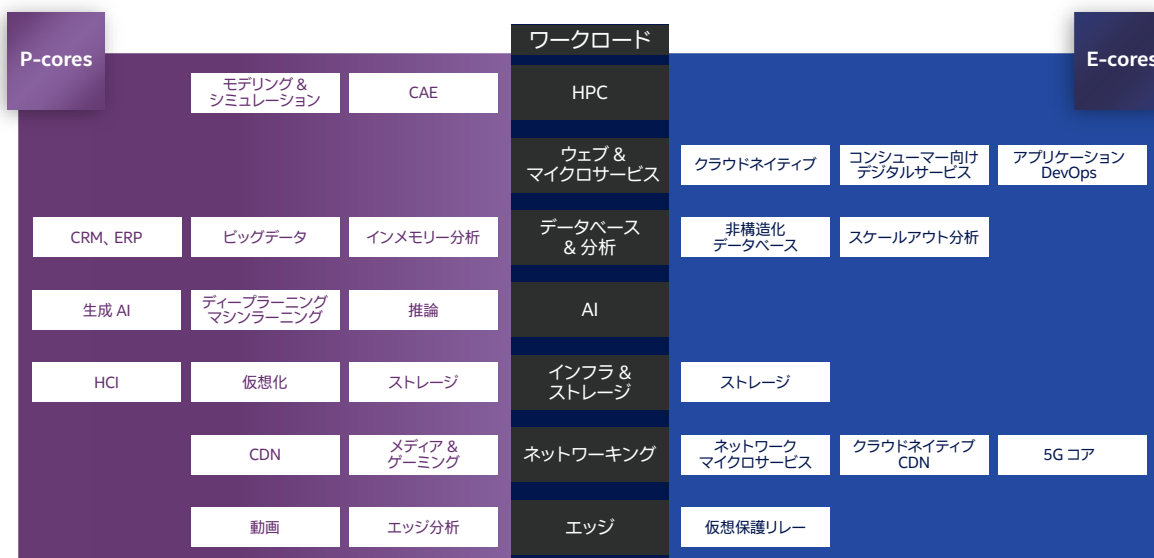 P-cores
ワークロード
E-cores
モデリング &
シミュレーション
CAE
HPC
ウェブ &
マイクロサービス
クラウドネイティブ
コンシューマー向け
デジタルサービス
アプリケーション
DevOps
CRM、ERP
ビッグデータ
インメモリー分析
データベース
& 分析
非構造化
データベース
スケールアウト分析
生成 AI
ディープラーニング
マシンラーニング
推論
AI
HCI
仮想化
ストレージ
インフラ &
ストレージ
ストレージ
CDN
メディア &
ゲーミング
ネットワーキング
ネットワーク
マイクロサービス
クラウドネイティブ
CDN
5G コア
動画
エッジ分析
エッジ
仮想保護リレー